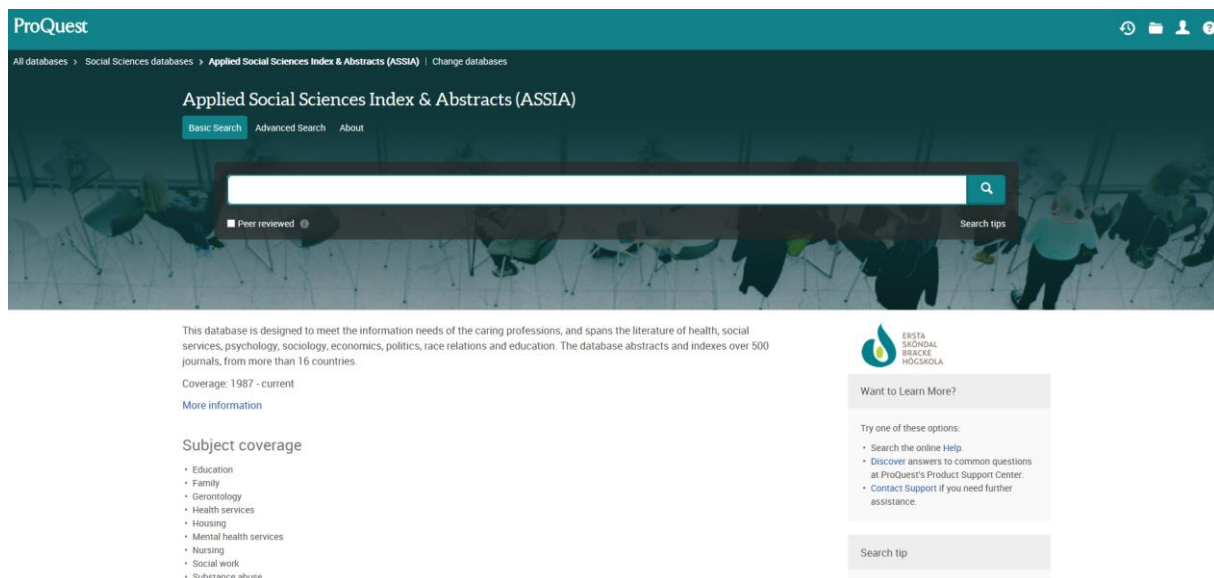 ProQuest
All databases > Social Sciences databases > Applied Social Sciences Index & Abstracts (ASSIA) | Change databases
Applied Social Sciences Index & Abstracts (ASSIA)
Basic Search Advanced Search About
Peer reviewed
Search tips
This database is designed to meet the information needs of the caring professions, and spans the literature of health, social
services, psychology, sociology, economics, politics, race relations and education. The database abstracts and indexes over 500
journals, from more than 16 countries.
Coverage: 1987 - current
More information
Subject coverage
• Education
• Family
• Gerontology
• Health services
• Housing
• Mental health services
• Nursing
• Social work
• Substance abuse
ERSTA
SKÖNDAL
BRÄCKE
HÖGSKOLA
Want to Learn More?
Try one of these options:
• Search the online Help.
• Discover answers to common questions
at ProQuest's Product Support Center.
• Contact Support if you need further
assistance.
Search tip